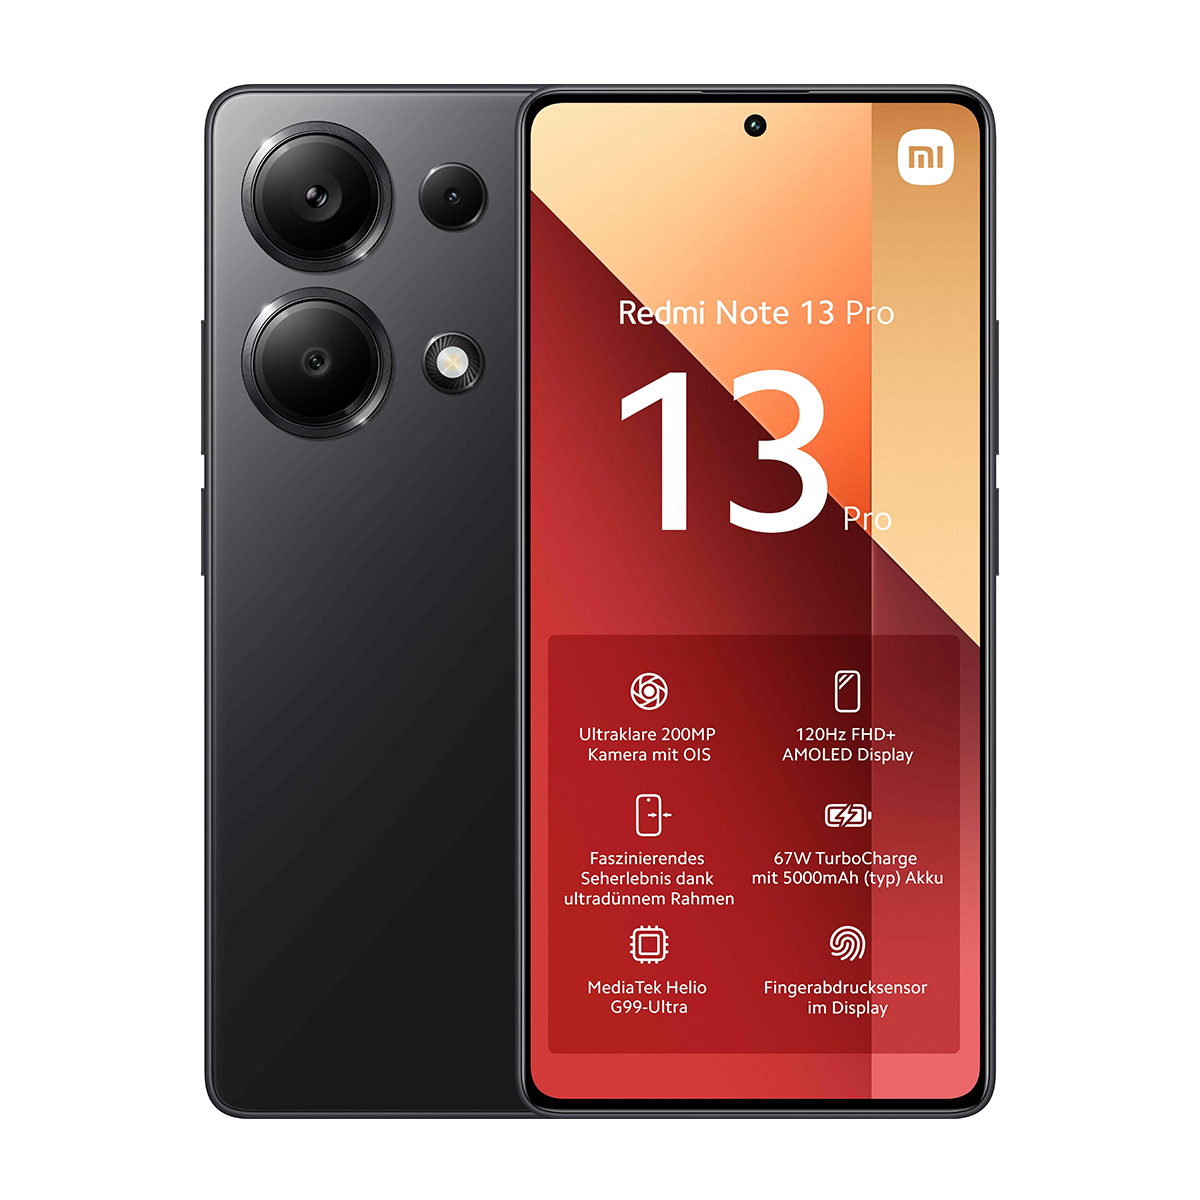 mi
Redmi Note 13 Pro
13 Pro
Ultraklare 200MP
Kamera mit OIS
120Hz FHD+
AMOLED Display
Faszinierendes
Seherlebnis dank
ultradünnem Rahmen
67W TurboCharge
mit 5000mAh (typ) Akku
MediaTek Helio
G99-Ultra
Fingerabdrucksensor
im Display